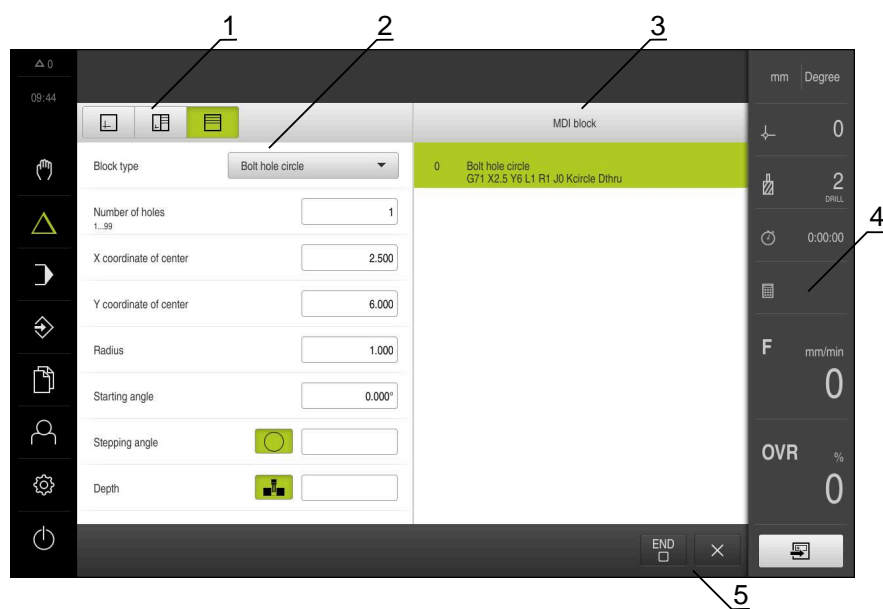 1
2
3
0
09:44
mm Degree
MDI block
0
Block type
Bolt hole circle
0 Bolt hole circle
G71 X2.5 Y6 L1 R1 J0 Kcircle Dthru
2
DRILL
Number of holes
1...99
1
4
0:00:00
X coordinate of center
2.500
Y coordinate of center
6.000
F mm/min
0
Radius
1.000
Starting angle
0.000°
Stepping angle
OVR %
0
Depth
END
5